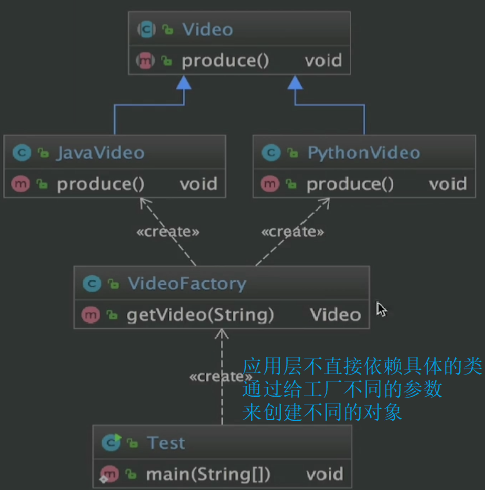 Video
produce() void
JavaVideo
produce() void
PythonVideo
produce() void
«create»
«create»
VideoFactory
getVideo(String) Video
应用层不直接依赖具体的类
通过给工厂不同的参数
来创建不同的对象
«create»
Test
main(String[]) void